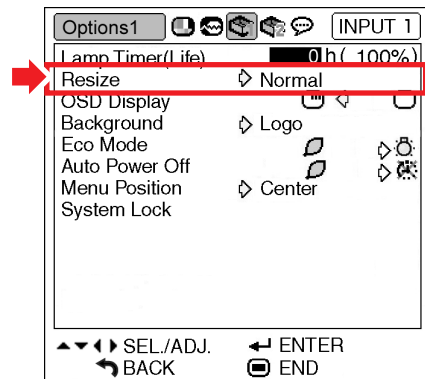 Options1 2 INPUT 1
Lamp Timer(Life) 0 h( 100%)
Resize Normal
OSD Display
Background Logo
Eco Mode
Auto Power Off
Menu Position Center
System Lock
SEL./ADJ. ENTER
BACK END